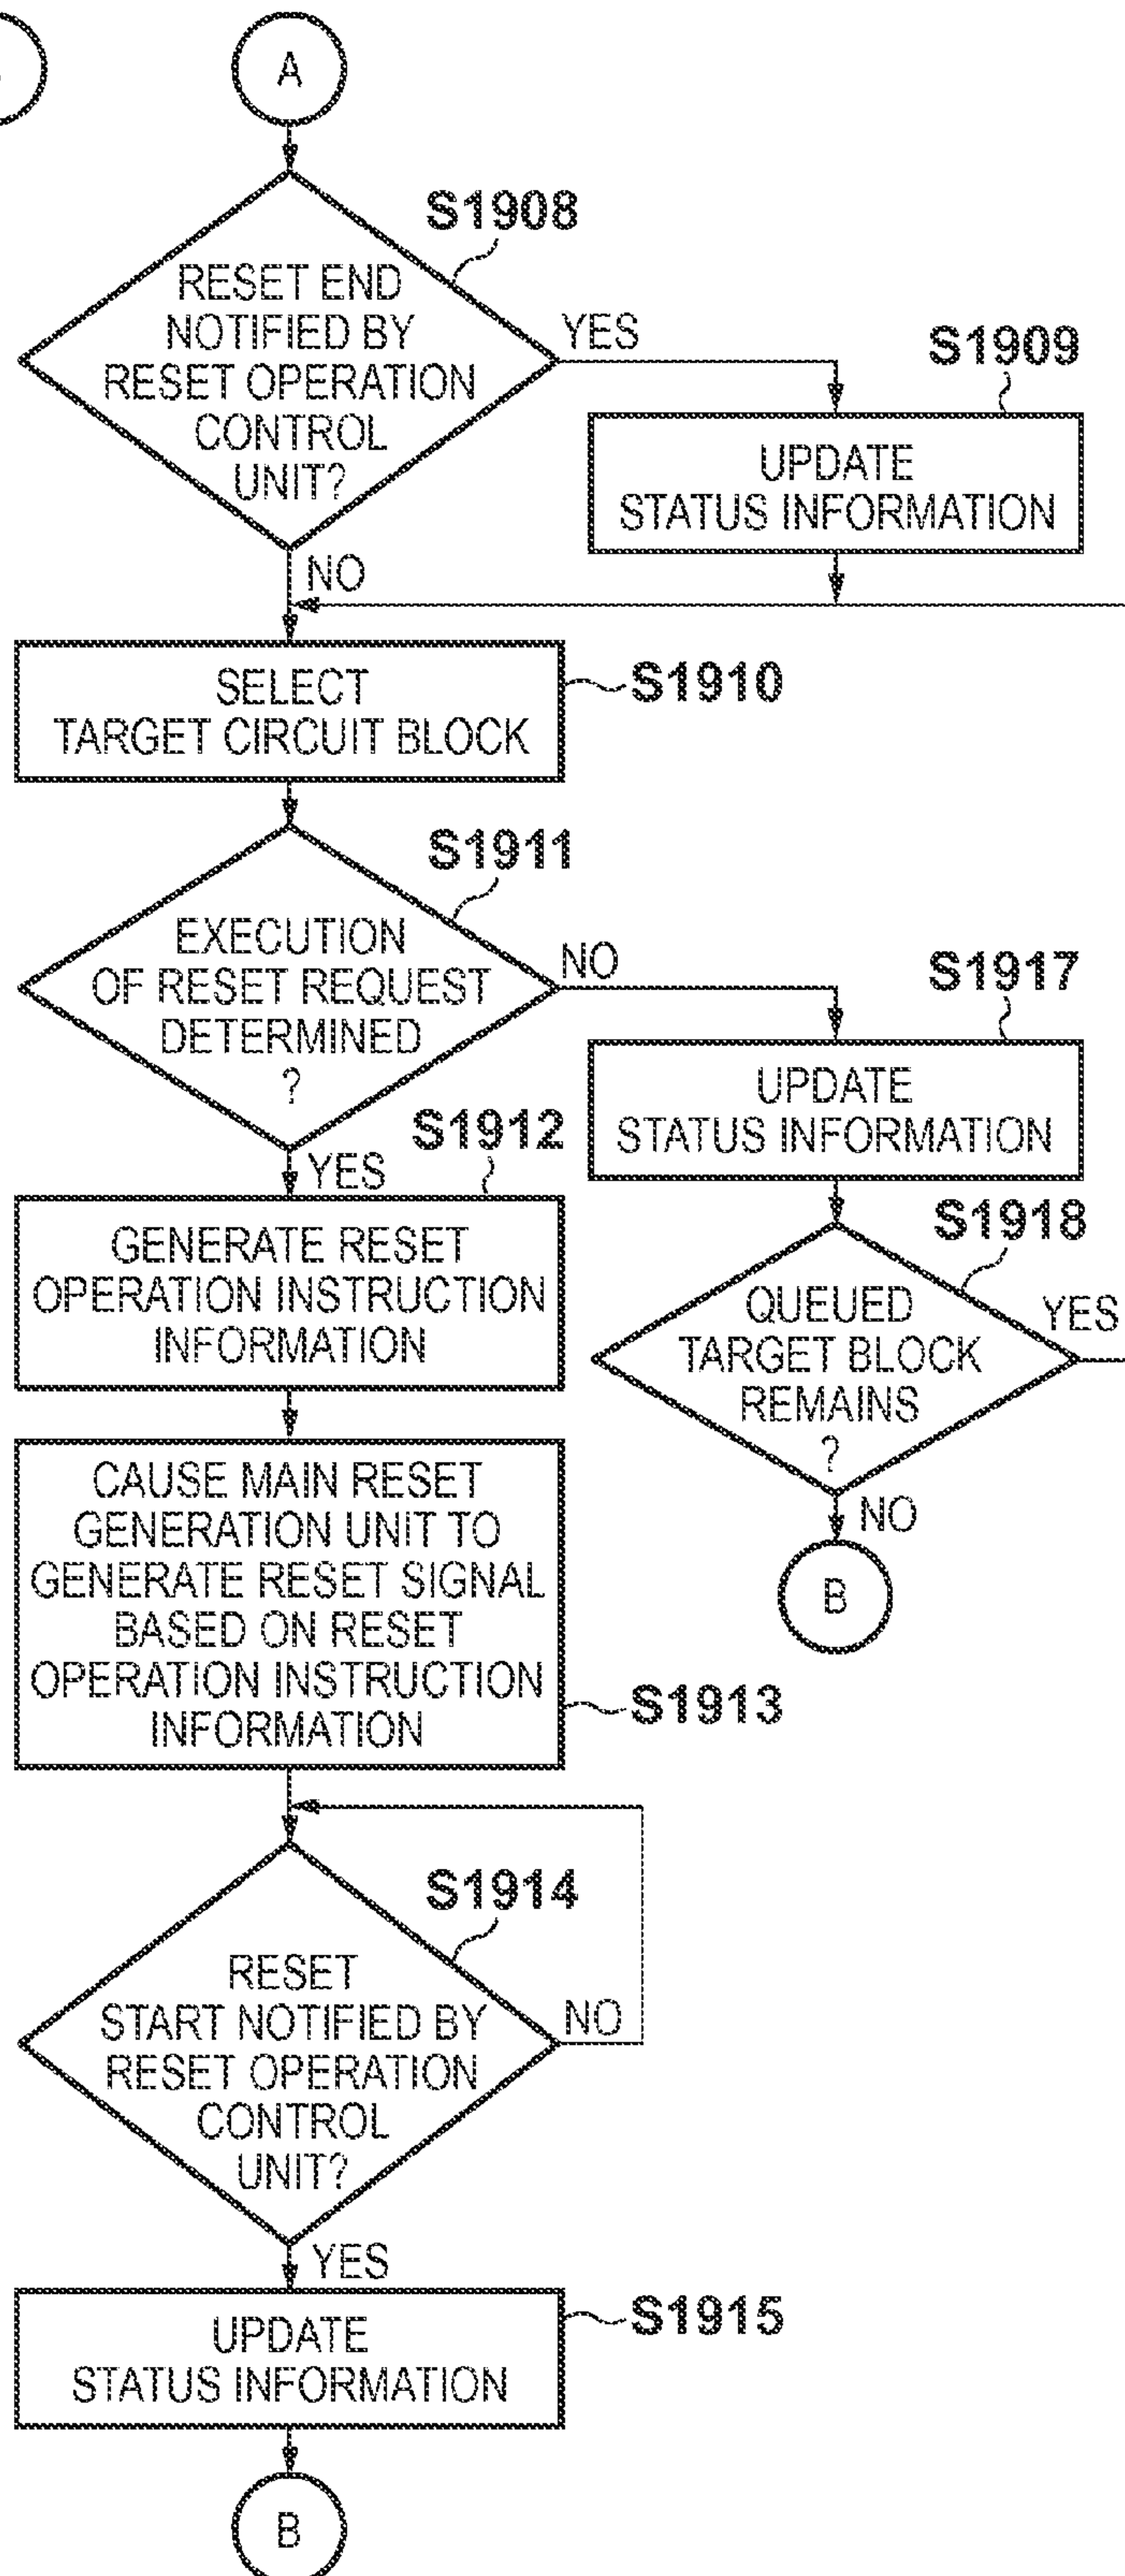 A
S1908
RESET END
NOTIFIED BY
RESET OPERATION
CONTROL
UNIT?
YES
NO
S1909
UPDATE
STATUS INFORMATION
SELECT
TARGET CIRCUIT BLOCK
S1910
S1911
EXECUTION
OF RESET REQUEST
DETERMINED
?
NO
YES
S1917
UPDATE
STATUS INFORMATION
S1918
QUEUED
TARGET BLOCK
REMAINS
?
YES
NO
B
S1912
GENERATE RESET
OPERATION INSTRUCTION
INFORMATION
CAUSE MAIN RESET
GENERATION UNIT TO
GENERATE RESET SIGNAL
BASED ON RESET
OPERATION INSTRUCTION
INFORMATION
S1913
S1914
RESET
START NOTIFIED BY
RESET OPERATION
CONTROL
UNIT?
NO
YES
UPDATE
STATUS INFORMATION
S1915
B